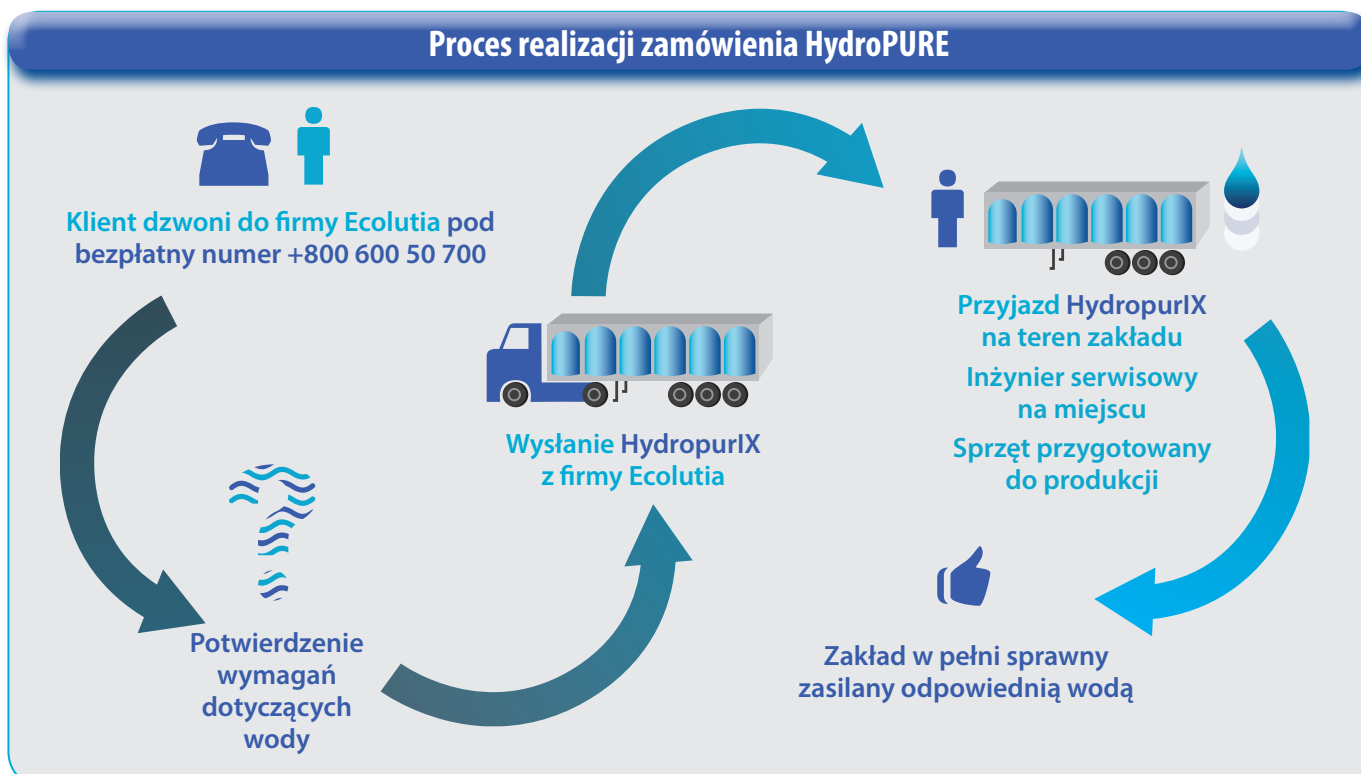 Proces realizacji zamówienia HydroPURE
Klient dzwoni do firmy Ecolutia pod
bezpłatny numer +800 600 50 700
Potwierdzenie
wymagań
dotyczących
wody
Wysłanie HydropurIX
z firmy Ecolutia
Przyjazd HydropurIX
na teren zakładu
Inżynier serwisowy
na miejscu
Sprzęt przygotowany
do produkcji
Zakład w pełni sprawny
zasilany odpowiednią wodą